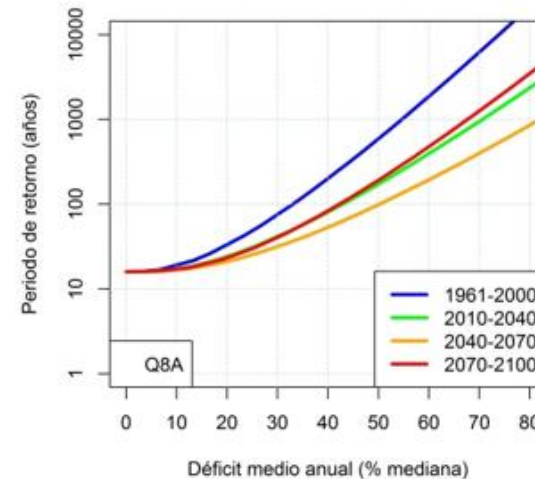 Periodo de retorno (años)
10000
1000
100
10
1
1961-2000
2010-2040
2040-2070
2070-2100
Q8A
0 10 20 30 40 50 60 70 80
Déficit medio anual (% mediana)